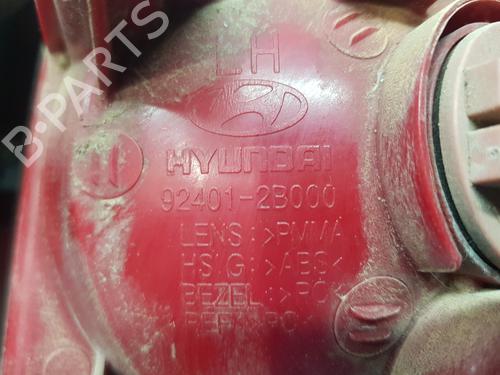 B-PARTS
LH
HYUNDAI
92401-2B000
LENS:>PMMA
HSG:>ABS<
BEZEL:>PC